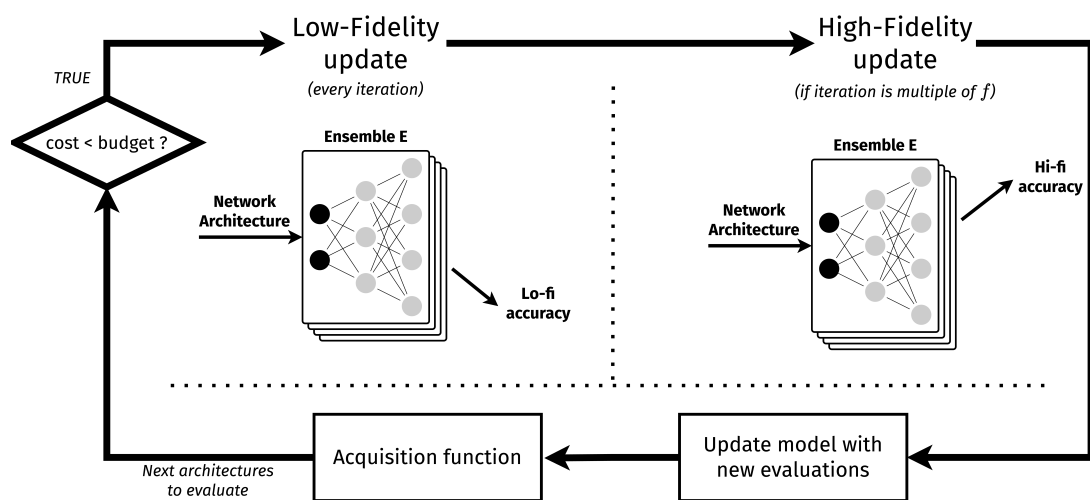 Low-Fidelity
update
(every iteration)
High-Fidelity
update
(if iteration is multiple of f)
TRUE
cost < budget ?
Ensemble E
Network
Architecture
Lo-fi
accuracy
Ensemble E
Network
Architecture
Hi-fi
accuracy
Acquisition function
Update model with
new evaluations
Next architectures
to evaluate